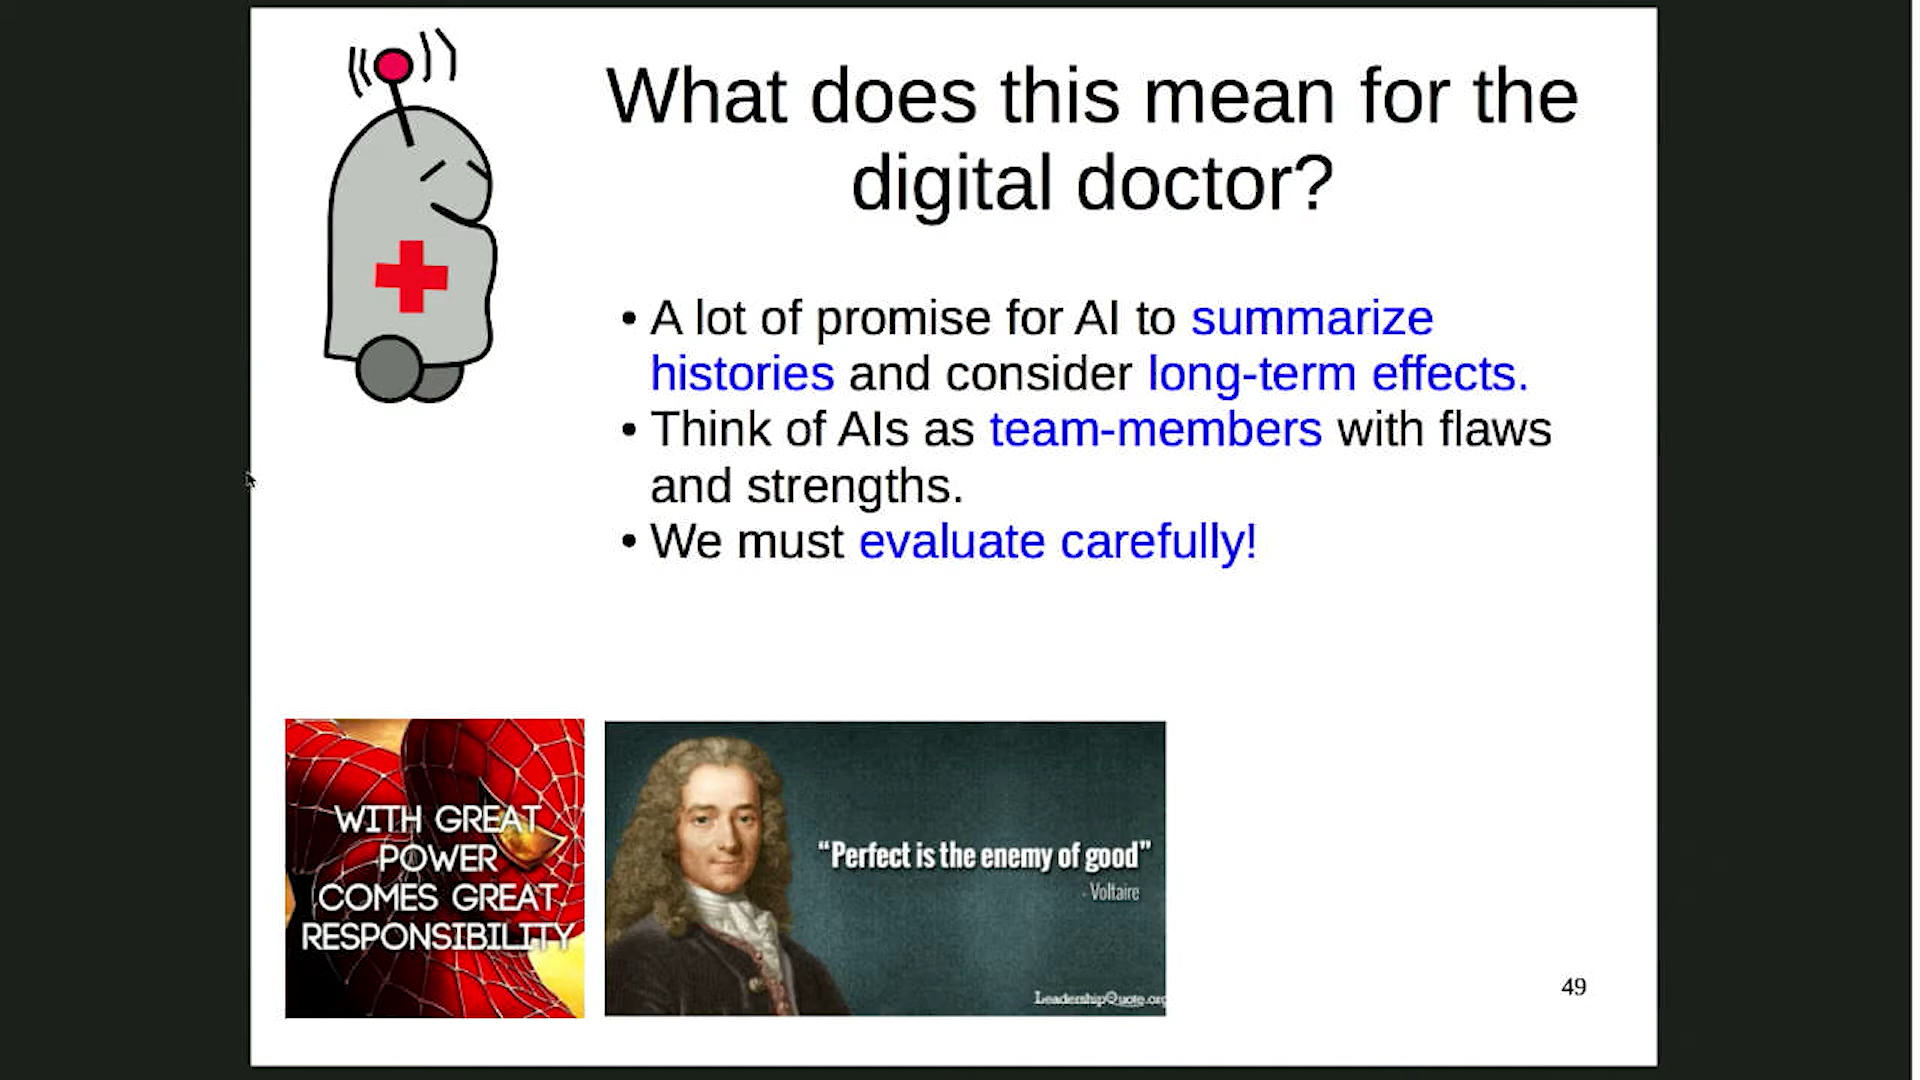 What does this mean for the
digital doctor?
• A lot of promise for AI to summarize
histories and consider long-term effects.
• Think of AIs as team-members with flaws
and strengths.
• We must evaluate carefully!
WITH GREAT
POWER
COMES GREAT
RESPONSIBILITY
“Perfect is the enemy of good”
- Voltaire
LeadershipQuote.org
49